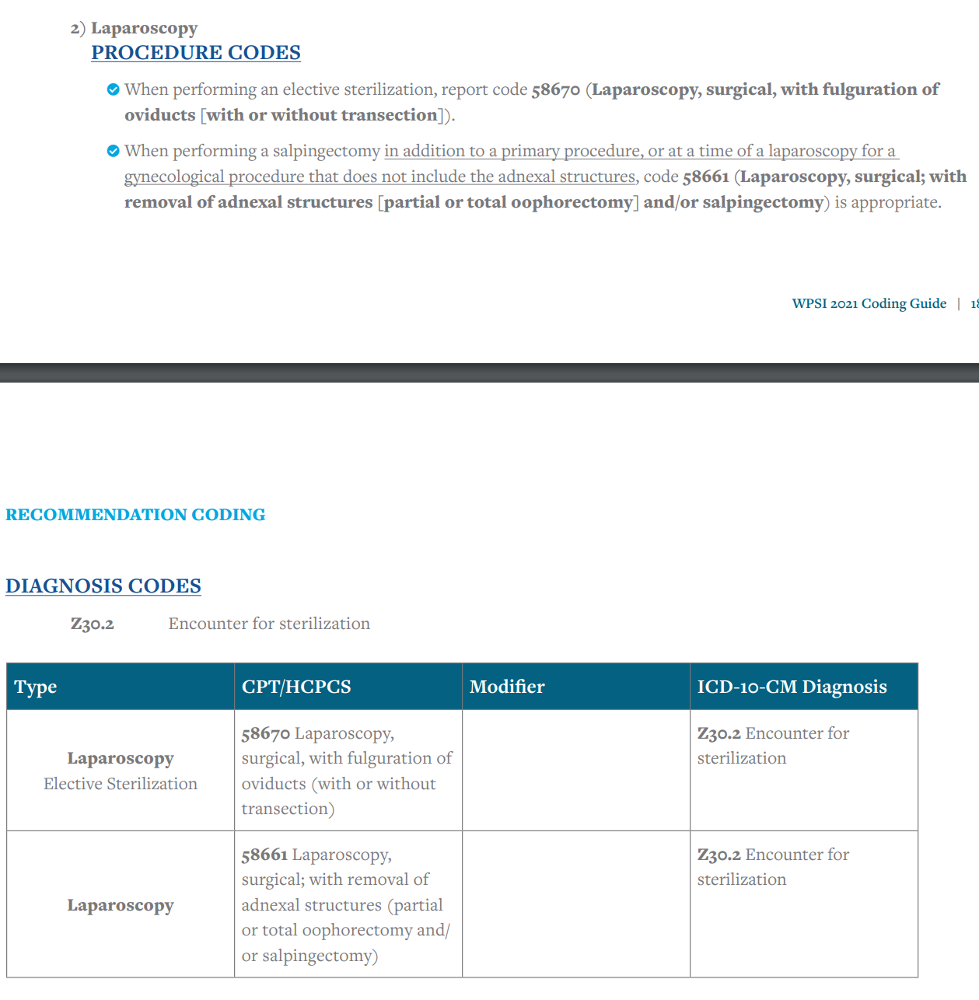 2) Laparoscopy
PROCEDURE CODES
When performing an elective sterilization, report code 58670 (Laparoscopy, surgical, with fulguration of
oviducts [with or without transection]).
When performing a salpingectomy in addition to a primary procedure, or at a time of a laparoscopy for a
gynecological procedure that does not include the adnexal structures, code 58661 (Laparoscopy, surgical; with
removal of adnexal structures [partial or total oophorectomy] and/or salpingectomy) is appropriate.
WPSI 2021 Coding Guide | 18
RECOMMENDATION CODING
DIAGNOSIS CODES
Z30.2 Encounter for sterilization
Type CPT/HCPCS Modifier ICD-10-CM Diagnosis
Laparoscopy
Elective Sterilization
58670 Laparoscopy,
surgical, with fulguration of
oviducts (with or without
transection)
Z30.2 Encounter for
sterilization
Laparoscopy
58661 Laparoscopy,
surgical; with removal of
adnexal structures (partial
or total oophorectomy and/
or salpingectomy)
Z30.2 Encounter for
sterilization